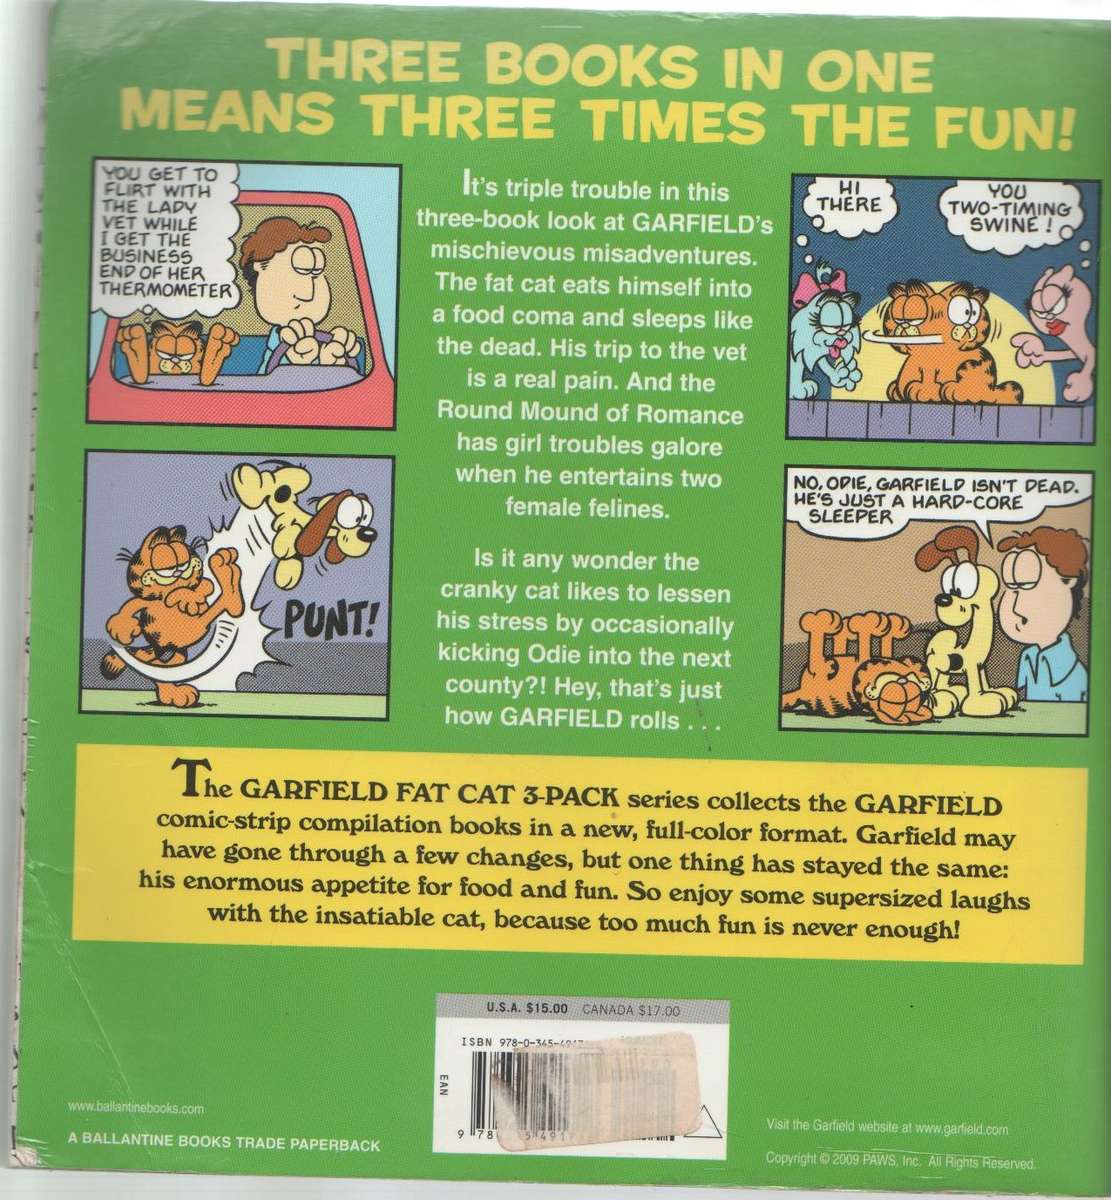 THREE BOOKS IN ONE
MEANS THREE TIMES THE FUN!
YOU GET TO
FLIRT WITH
THE LADY
VET WHILE
I GET THE
BUSINESS
END OF HER
THERMOMETER
It's triple trouble in this
three-book look at GARFIELD's
mischievous misadventures.
The fat cat eats himself into
a food coma and sleeps like
the dead. His trip to the vet
is a real pain. And the
Round Mound of Romance
has girl troubles galore
when he entertains two
female felines.
Is it any wonder the
cranky cat likes to lessen
his stress by occasionally
kicking Odie into the next
county?! Hey, that's just
how GARFIELD rolls . . .
HI
THERE
YOU
TWO-TIMING
SWINE!
PUNT!
NO, ODIE, GARFIELD ISN'T DEAD.
HE'S JUST A HARD-CORE
SLEEPER
The GARFIELD FAT CAT 3-PACK series collects the GARFIELD
comic-strip compilation books in a new, full-color format. Garfield may
have gone through a few changes, but one thing has stayed the same:
his enormous appetite for food and fun. So enjoy some supersized laughs
with the insatiable cat, because too much fun is never enough!
U.S.A. $15.00 CANADA $17.00
ISBN 978-0-345-
EAN
9 78
www.ballantinebooks.com
A BALLANTINE BOOKS TRADE PAPERBACK
Visit the Garfield website at www.garfield.com
Copyright © 2009 PAWS, Inc. All Rights Reserved.